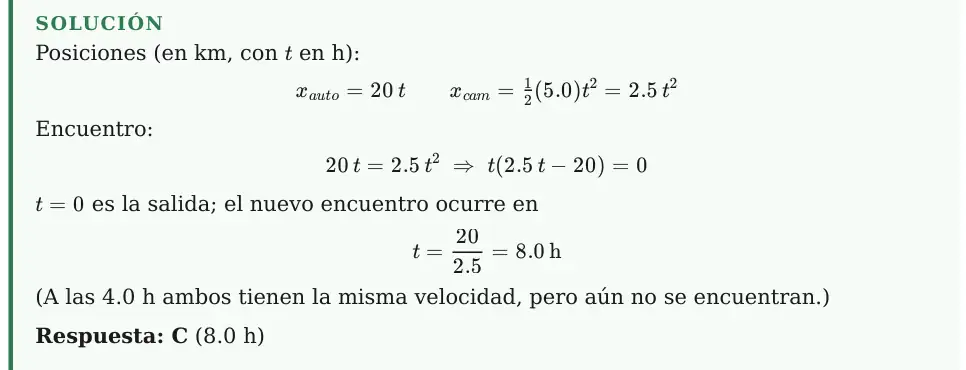 SOLUCIÓN
Posiciones (en km, con t en h):
x_auto = 20 t    x_cam = ½(5.0)t² = 2.5 t²
Encuentro:
20 t = 2.5 t² ⇒ t(2.5 t − 20) = 0
t = 0 es la salida; el nuevo encuentro ocurre en
t = 20/2.5 = 8.0 h
(A las 4.0 h ambos tienen la misma velocidad, pero aún no se encuentran.)
Respuesta: C (8.0 h)